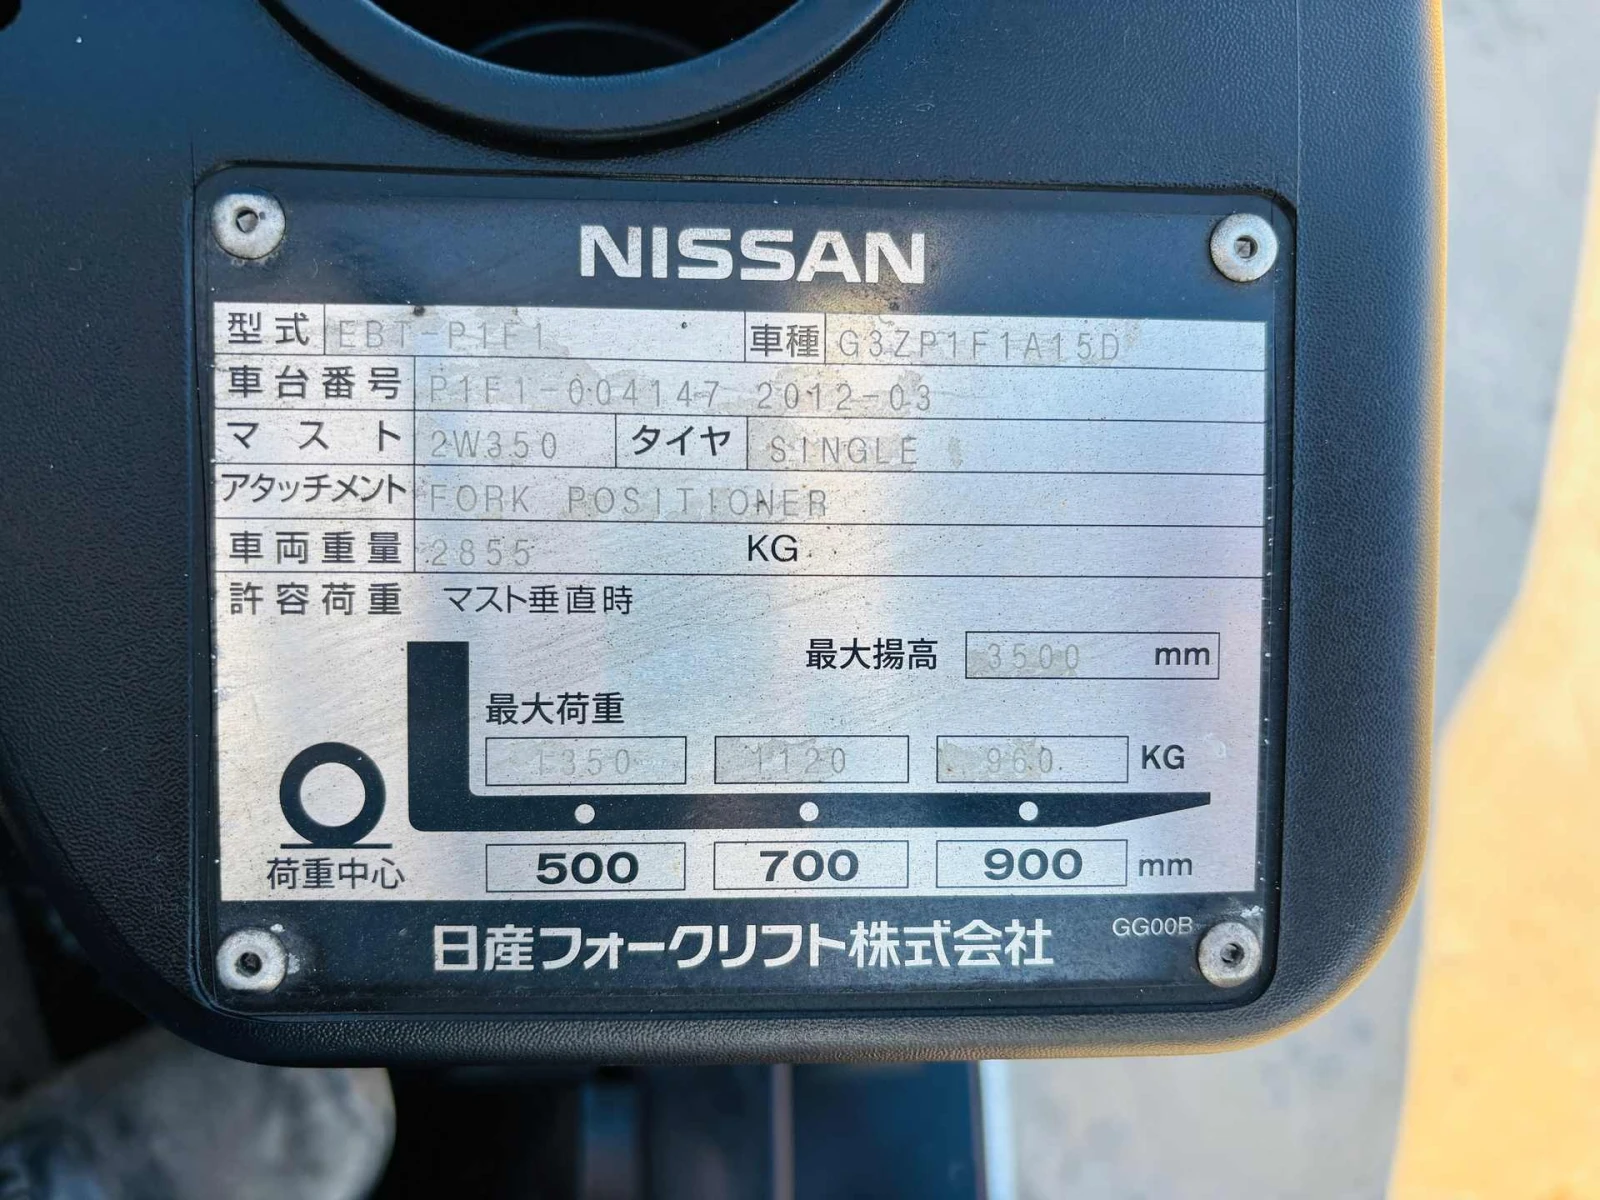 NISSAN
型式 EBT-P1F1 車種 G3ZP1F1A15D
車台番号 P1F1-004147 2012-03
マスト 2W350 タイヤ SINGLE
アタッチメント FORK POSITIONER
車両重量 2855 KG
許容荷重 マスト垂直時
最大揚高 3500 mm
最大荷重
1350 1120 960 KG
荷重中心 500 700 900 mm
日産フォークリフト株式会社 GG00B